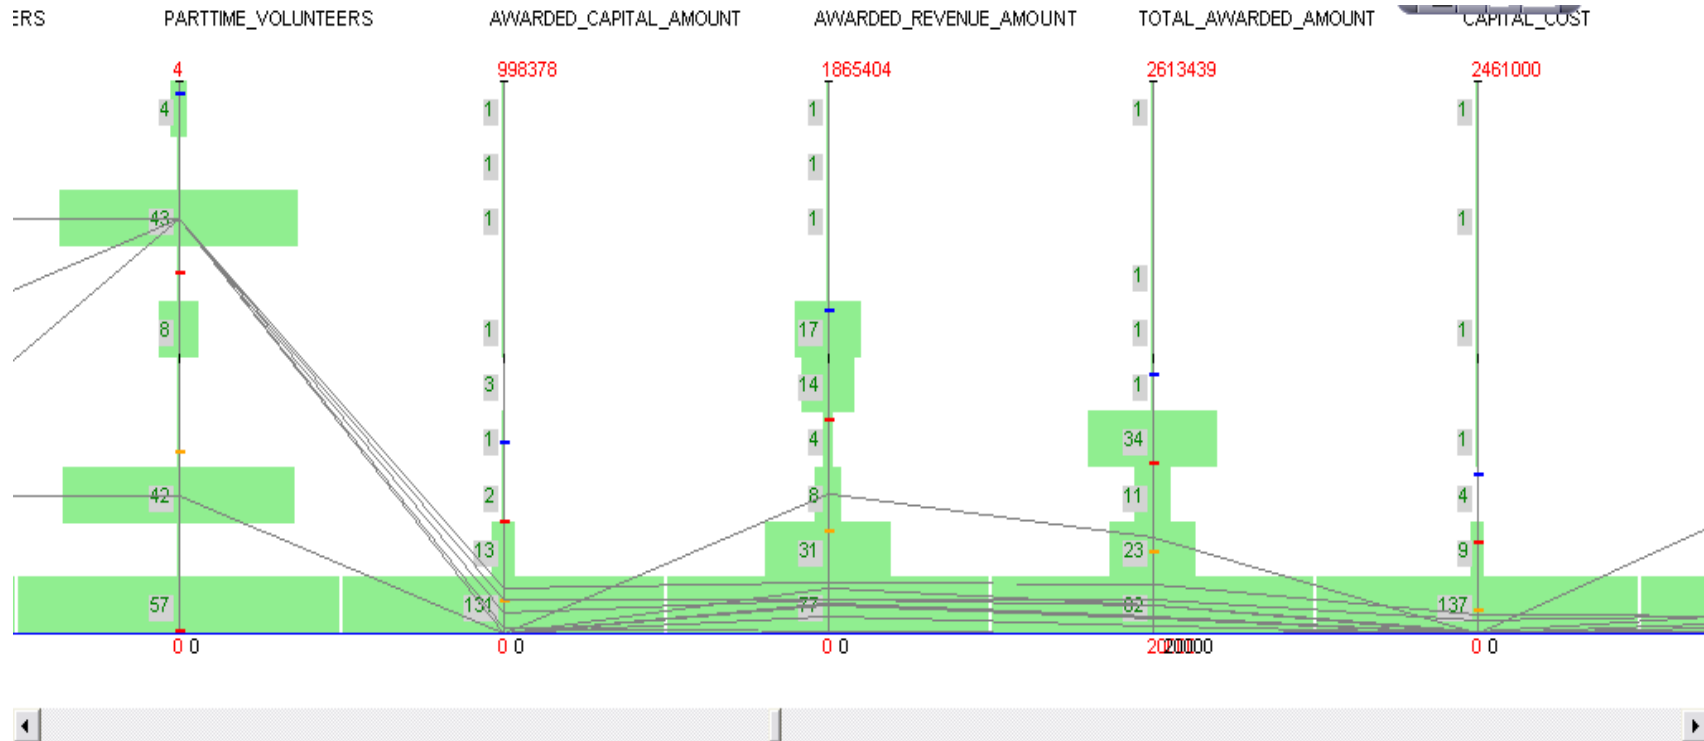 ERS PARTTIME_VOLUNTEERS AWARDED_CAPITAL_AMOUNT AWARDED_REVENUE_AMOUNT TOTAL_AWARDED_AMOUNT CAPITAL_COST
4 998378 1865404 2613439 2461000
4 1 1 1 1
1 1
43 1 1 1
1
8 1 17 1 1
3 14 1
1 4 34 1
42 2 8 11 4
13 31 23 9
57 131 77 82 137
0 0 0 0 0 0 0 0